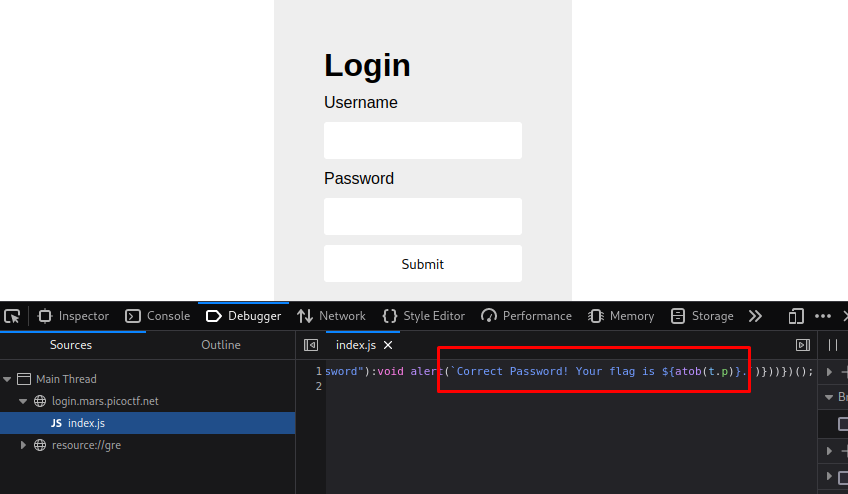 Login
Username
Password
Submit
Inspector Console Debugger Network Style Editor Performance Memory Storage
Sources Outline index.js
Main Thread
login.mars.picoctf.net
JS index.js
resource://gre
1 sword"):void alert(`Correct Password! Your flag is ${atob(t.p)}.`)}))})();
2
Br